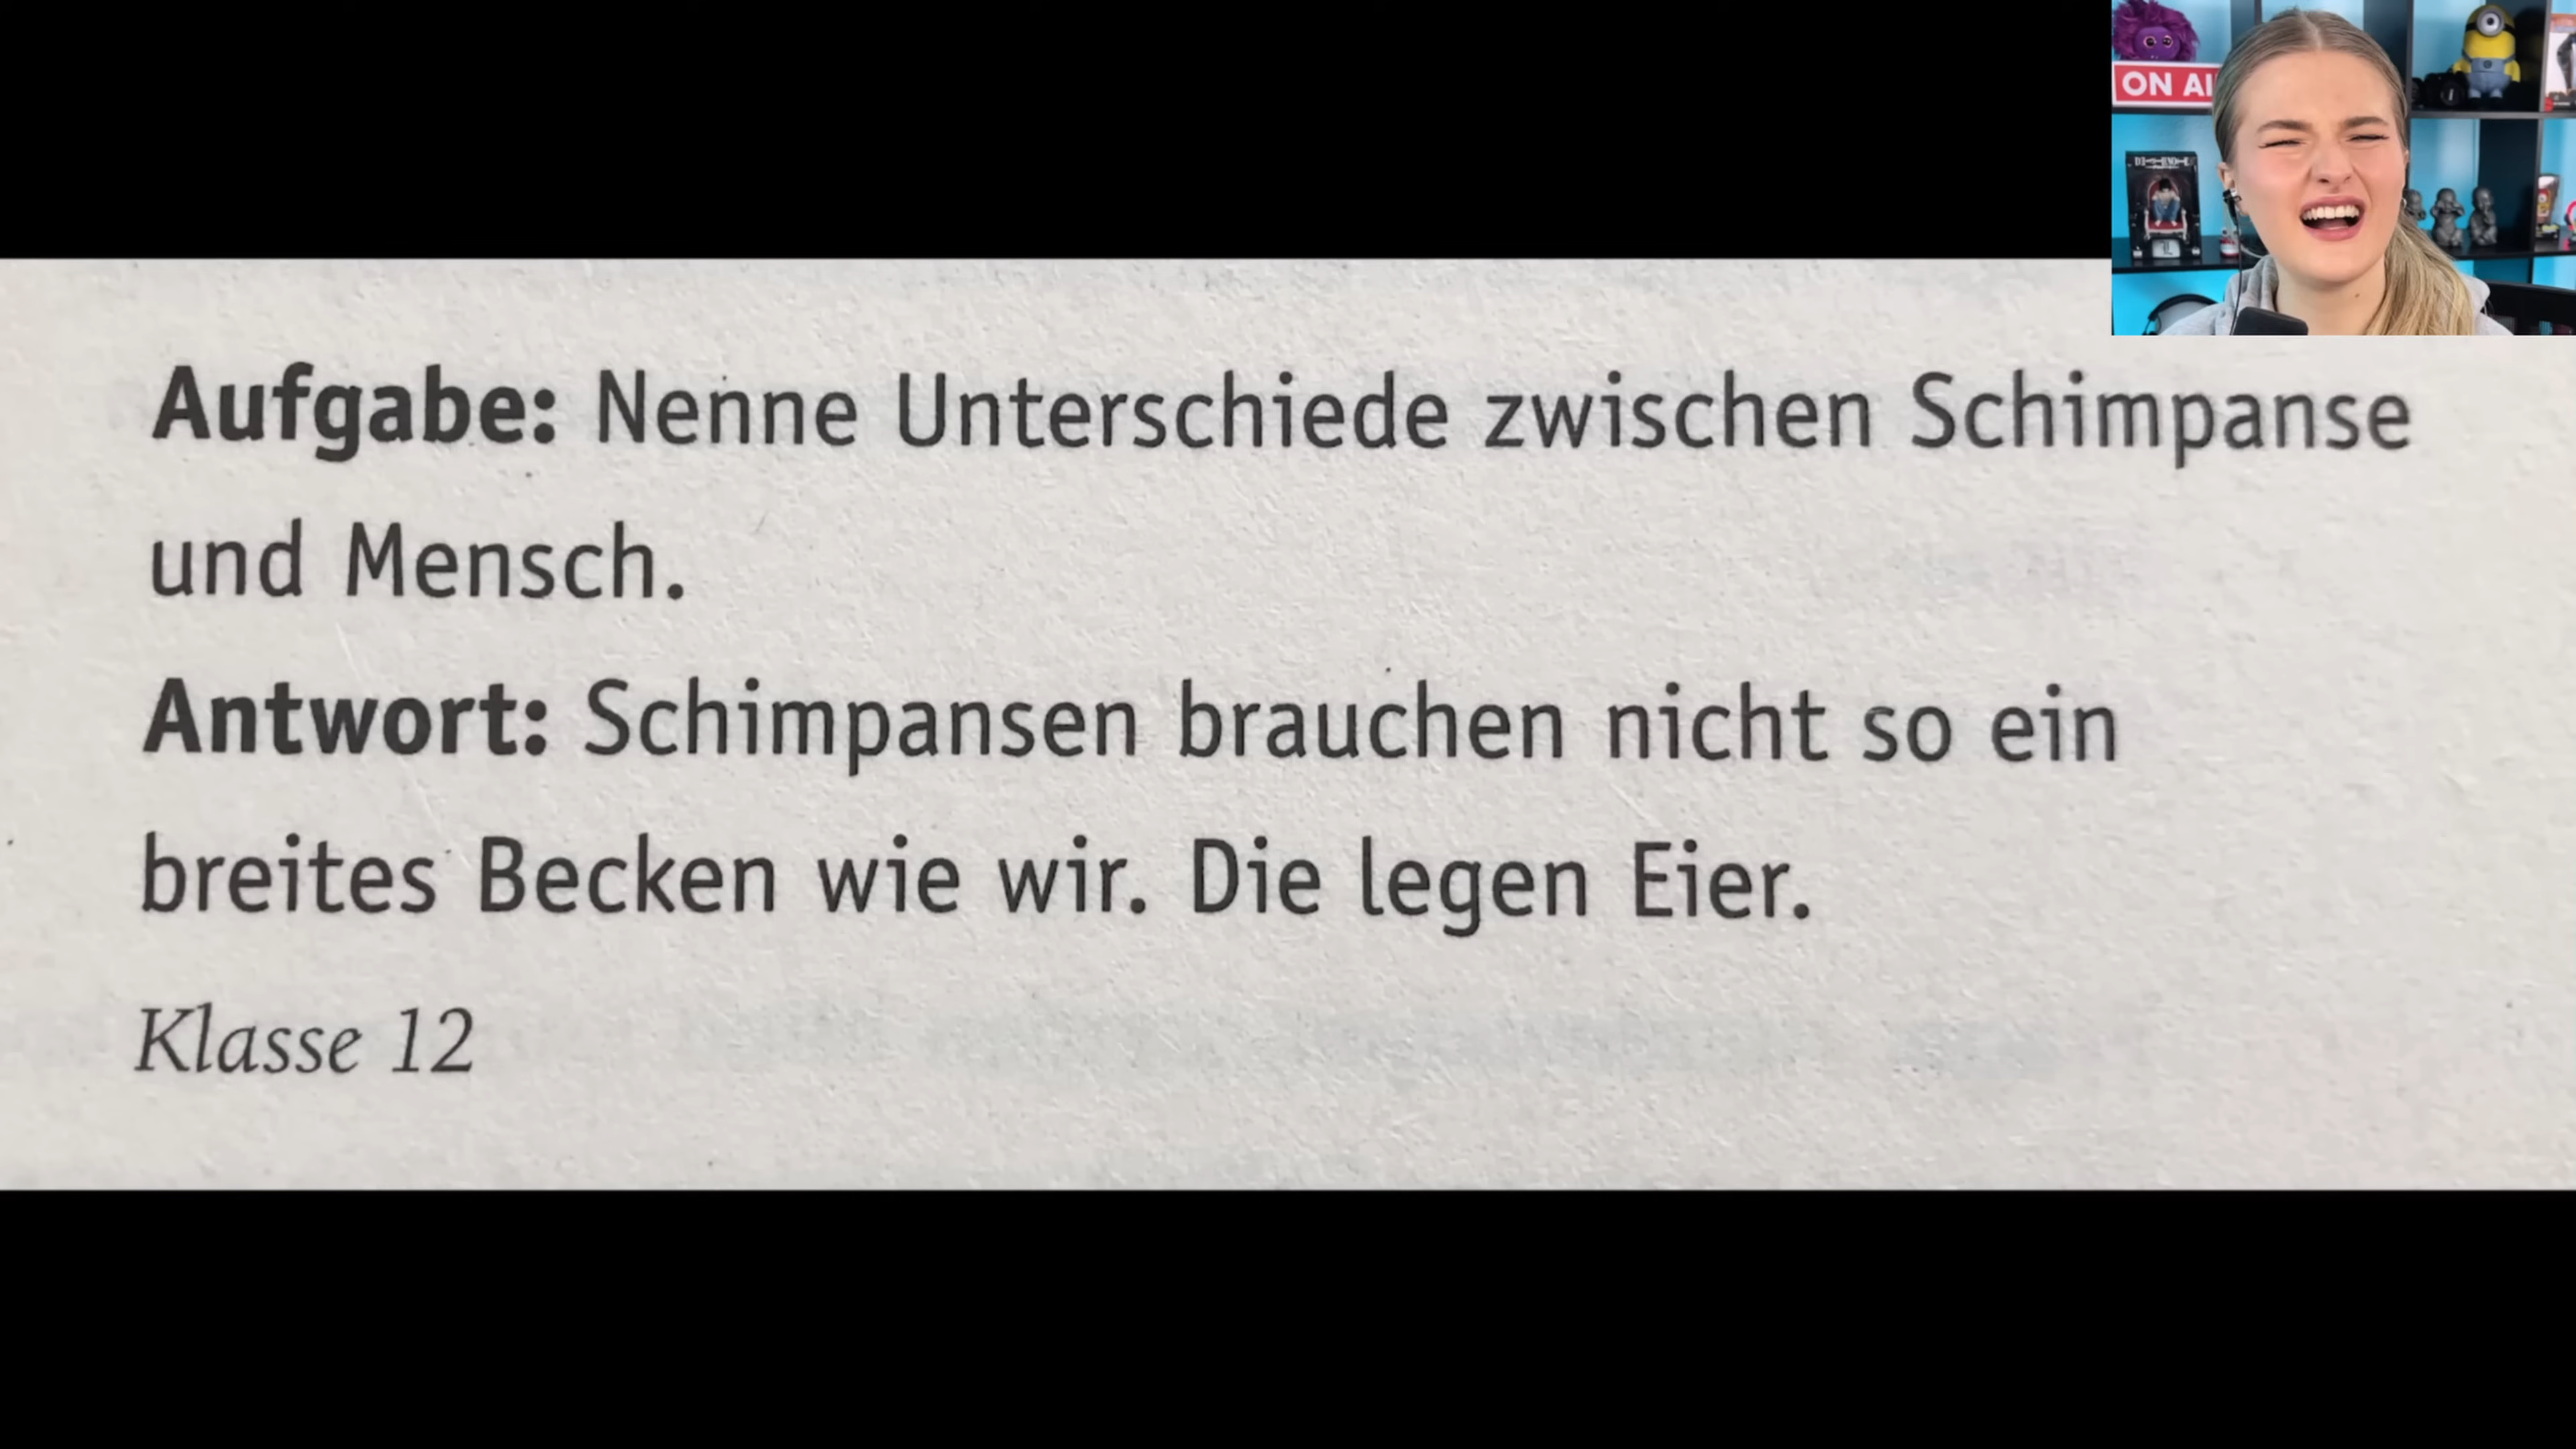 ON AI
Aufgabe: Nenne Unterschiede zwischen Schimpanse
und Mensch.
Antwort: Schimpansen brauchen nicht so ein
breites Becken wie wir. Die legen Eier.
Klasse 12